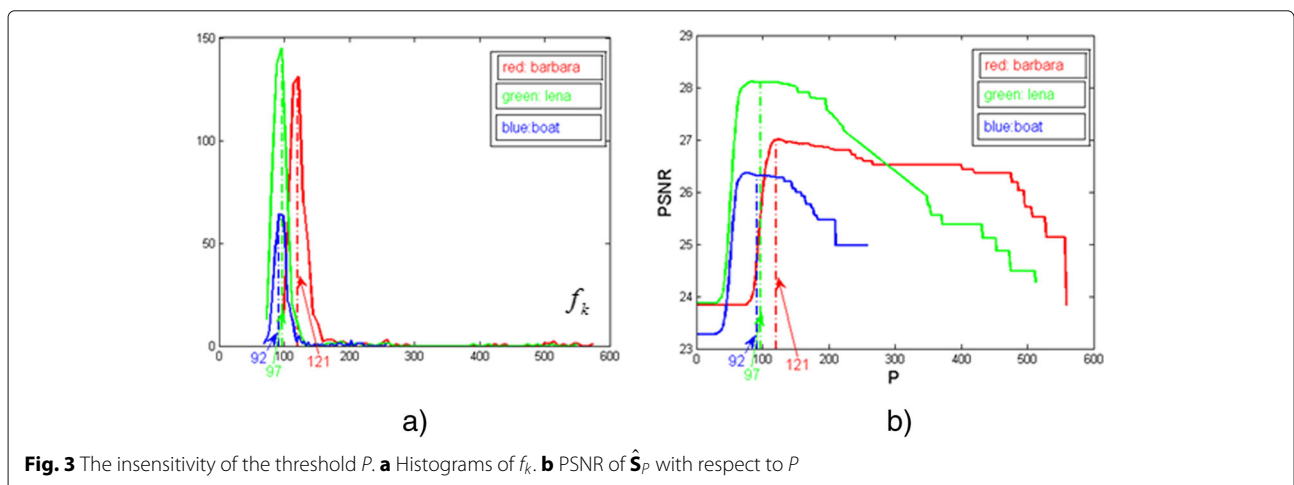 150
100
50
0
0
100
200
300
400
500
600
red: barbara
green: lena
blue:boat
f_k
92
97
121
a)
29
28
27
26
25
24
23
PSNR
0
100
200
300
400
500
600
P
red: barbara
green: lena
blue:boat
92
97
121
b)
Fig. 3 The insensitivity of the threshold P. a Histograms of f_k. b PSNR of Ŝ_P with respect to P